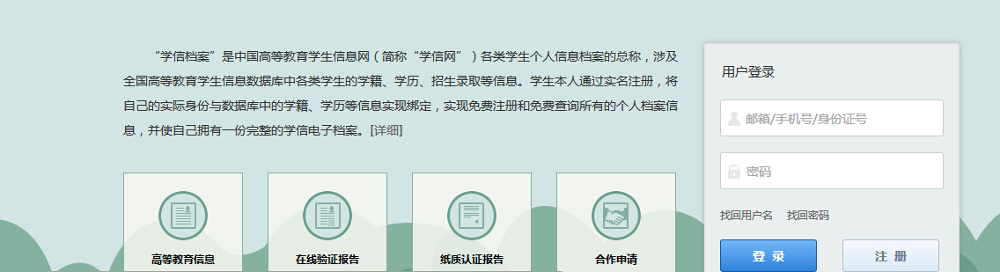 “学信档案”是中国高等教育学生信息网（简称“学信网”）各类学生个人信息档案的总称，涉及
全国高等教育学生信息数据库中各类学生的学籍、学历、招生录取等信息。学生本人通过实名注册，将
自己的实际身份与数据库中的学籍、学历等信息实现绑定，实现免费注册和免费查询所有的个人档案信
息，并使自己拥有一份完整的学信电子档案。[详细]
高等教育信息
在线验证报告
纸质认证报告
合作申请
用户登录
邮箱/手机号/身份证号
密码
找回用户名 找回密码
登 录 注 册